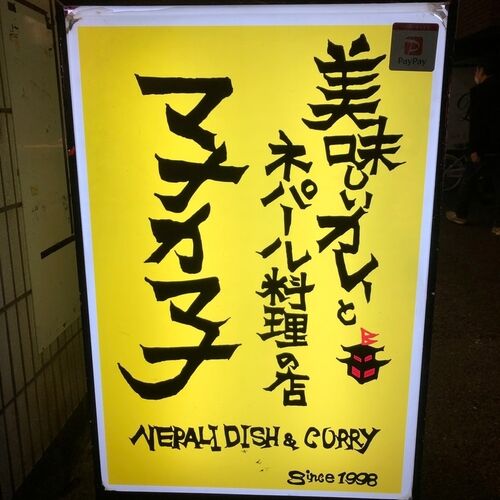 PayPay
美味しいカレイと
ネパール料理の店
マナカマナ
NEPALI DISH & CURRY
Since 1998